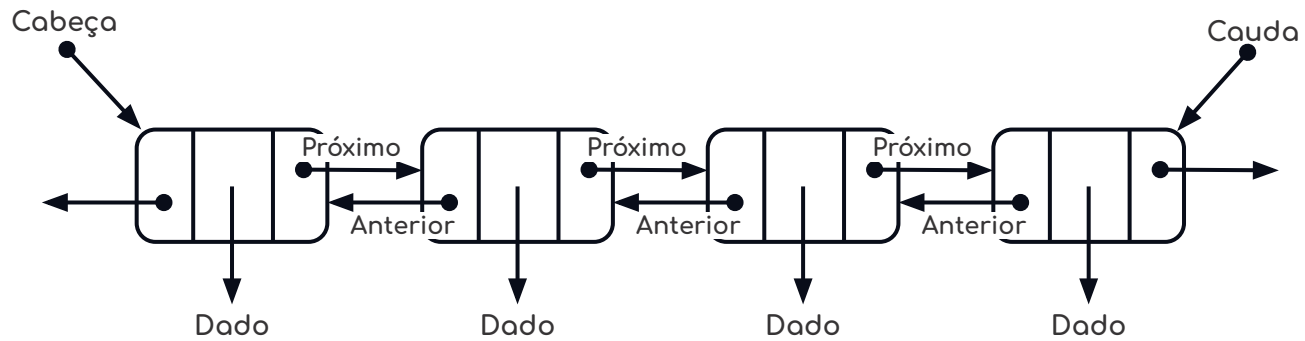 Cabeça
Cauda
Próximo
Próximo
Próximo
Anterior
Anterior
Anterior
Dado
Dado
Dado
Dado